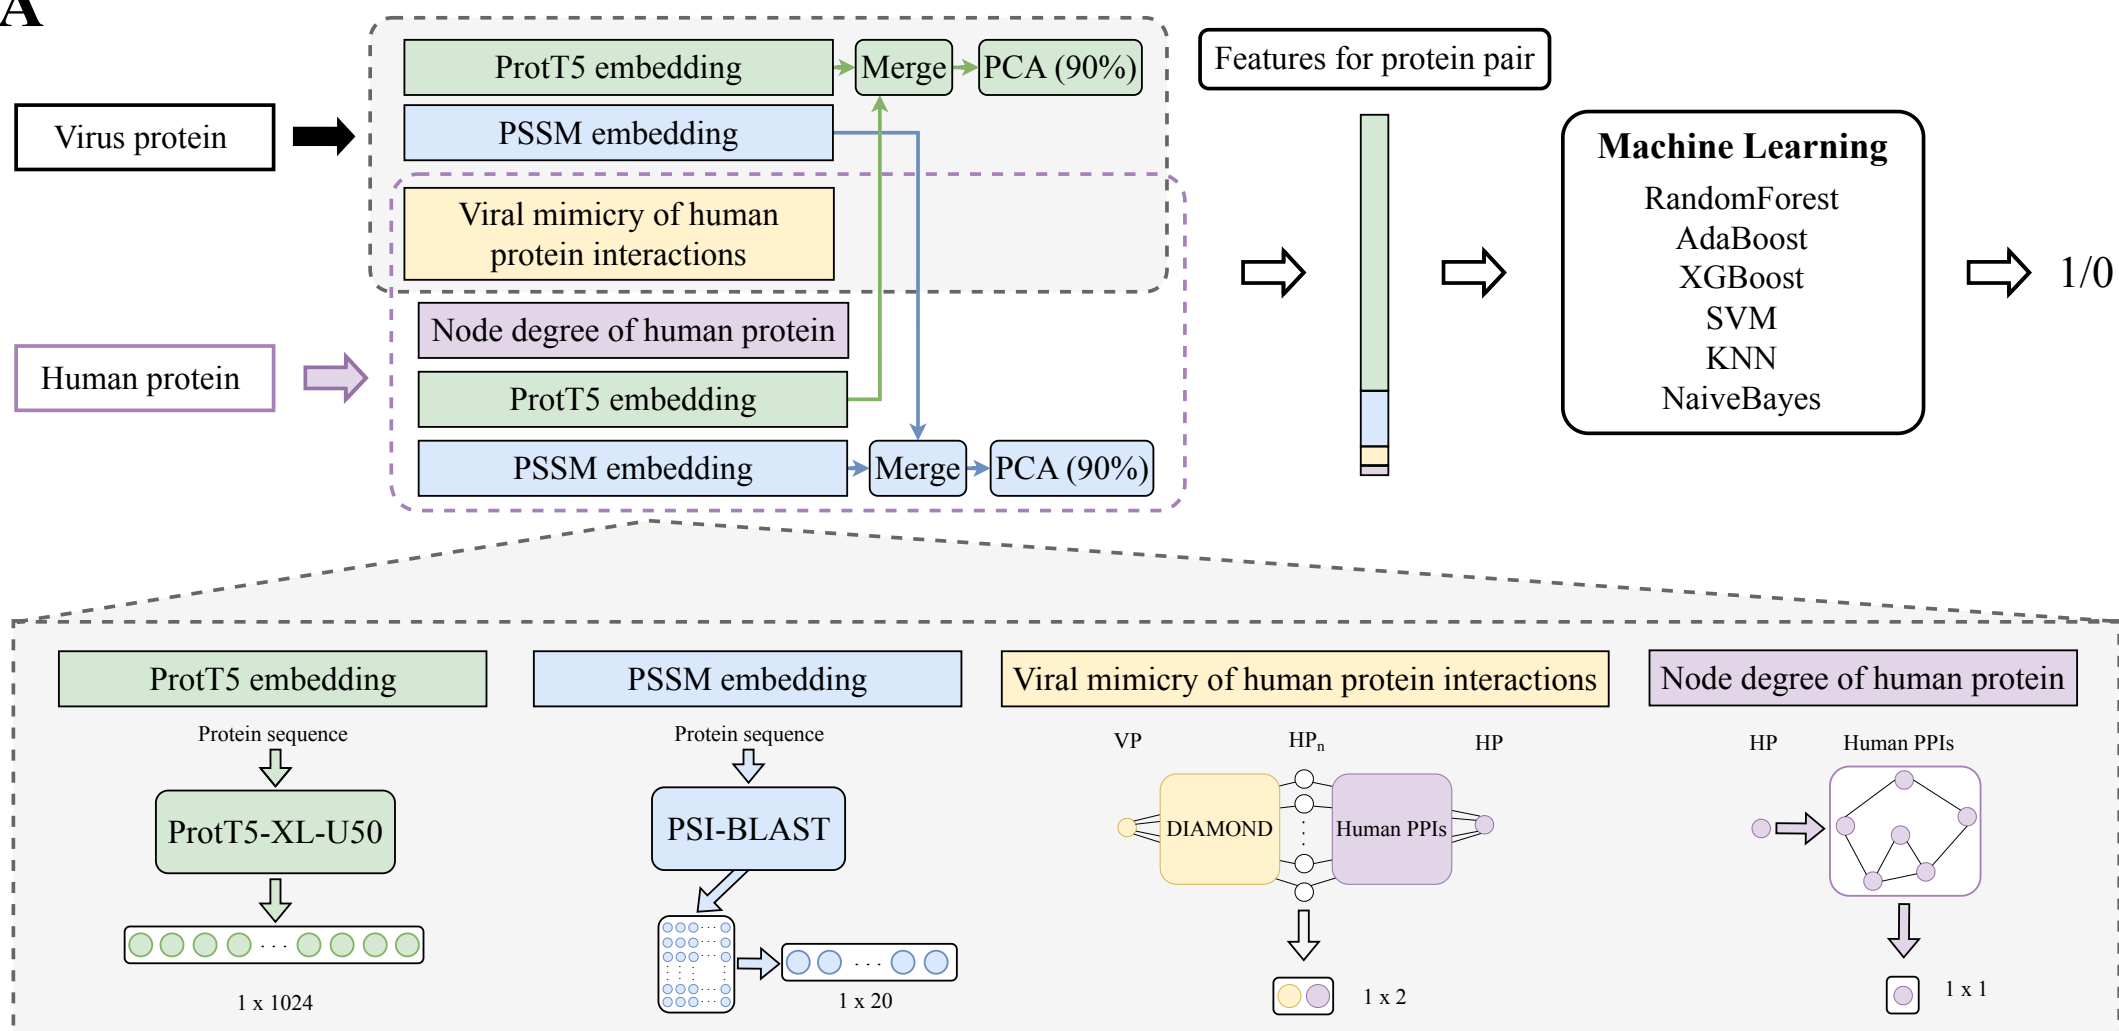 A
ProtT5 embedding
Merge
PCA (90%)
Features for protein pair
Virus protein
PSSM embedding
Viral mimicry of human
protein interactions
Machine Learning
RandomForest
AdaBoost
XGBoost
SVM
KNN
NaiveBayes
1/0
Human protein
Node degree of human protein
ProtT5 embedding
PSSM embedding
Merge
PCA (90%)
ProtT5 embedding
Protein sequence
ProtT5-XL-U50
. . .
1 x 1024
PSSM embedding
Protein sequence
PSI-BLAST
. . .
1 x 20
Viral mimicry of human protein interactions
VP
HPn
HP
DIAMOND
Human PPIs
1 x 2
Node degree of human protein
HP
Human PPIs
1 x 1